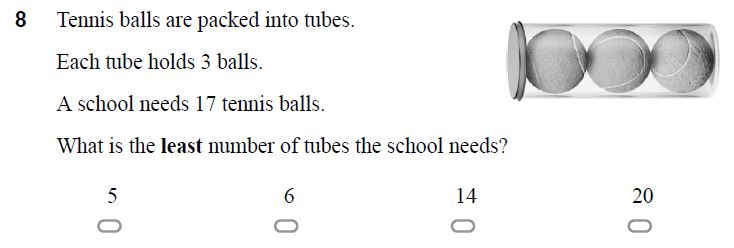 8 Tennis balls are packed into tubes.
Each tube holds 3 balls.
A school needs 17 tennis balls.
What is the least number of tubes the school needs?
5 6 14 20